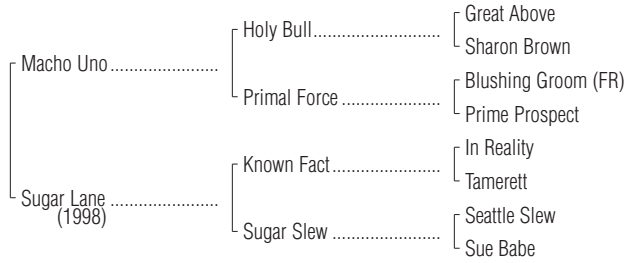 Great Above
Holy Bull....................
Sharon Brown
Macho Uno ......................
Blushing Groom (FR)
Primal Force ....................
Prime Prospect
In Reality
Known Fact......................
Tamerett
Sugar Lane ......................
(1998)
Seattle Slew
Sugar Slew ......................
Sue Babe